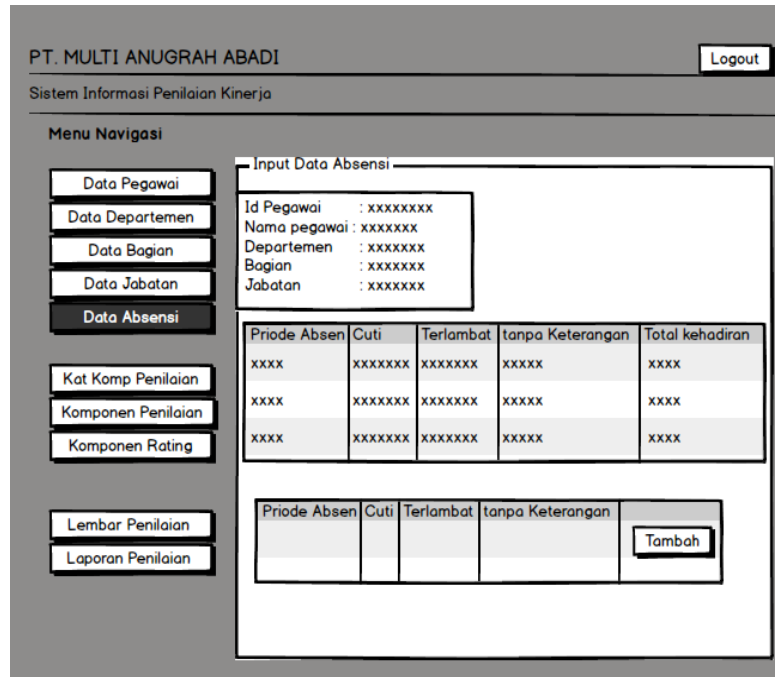 PT. MULTI ANUGRAH ABADI
Logout
Sistem Informasi Penilaian Kinerja
Menu Navigasi
Data Pegawai
Data Departemen
Data Bagian
Data Jabatan
Data Absensi
Kat Komp Penilaian
Komponen Penilaian
Komponen Rating
Lembar Penilaian
Laporan Penilaian
Input Data Absensi
Id Pegawai : xxxxxxxx
Nama pegawai : xxxxxxx
Departemen : xxxxxxx
Bagian : xxxxxxx
Jabatan : xxxxxxx
Priode Absen Cuti Terlambat tanpa Keterangan Total kehadiran
xxxx xxxxxxx xxxxxxx xxxxx xxxx
xxxx xxxxxxx xxxxxxx xxxxx xxxx
xxxx xxxxxxx xxxxxxx xxxxx xxxx
Priode Absen Cuti Terlambat tanpa Keterangan
Tambah